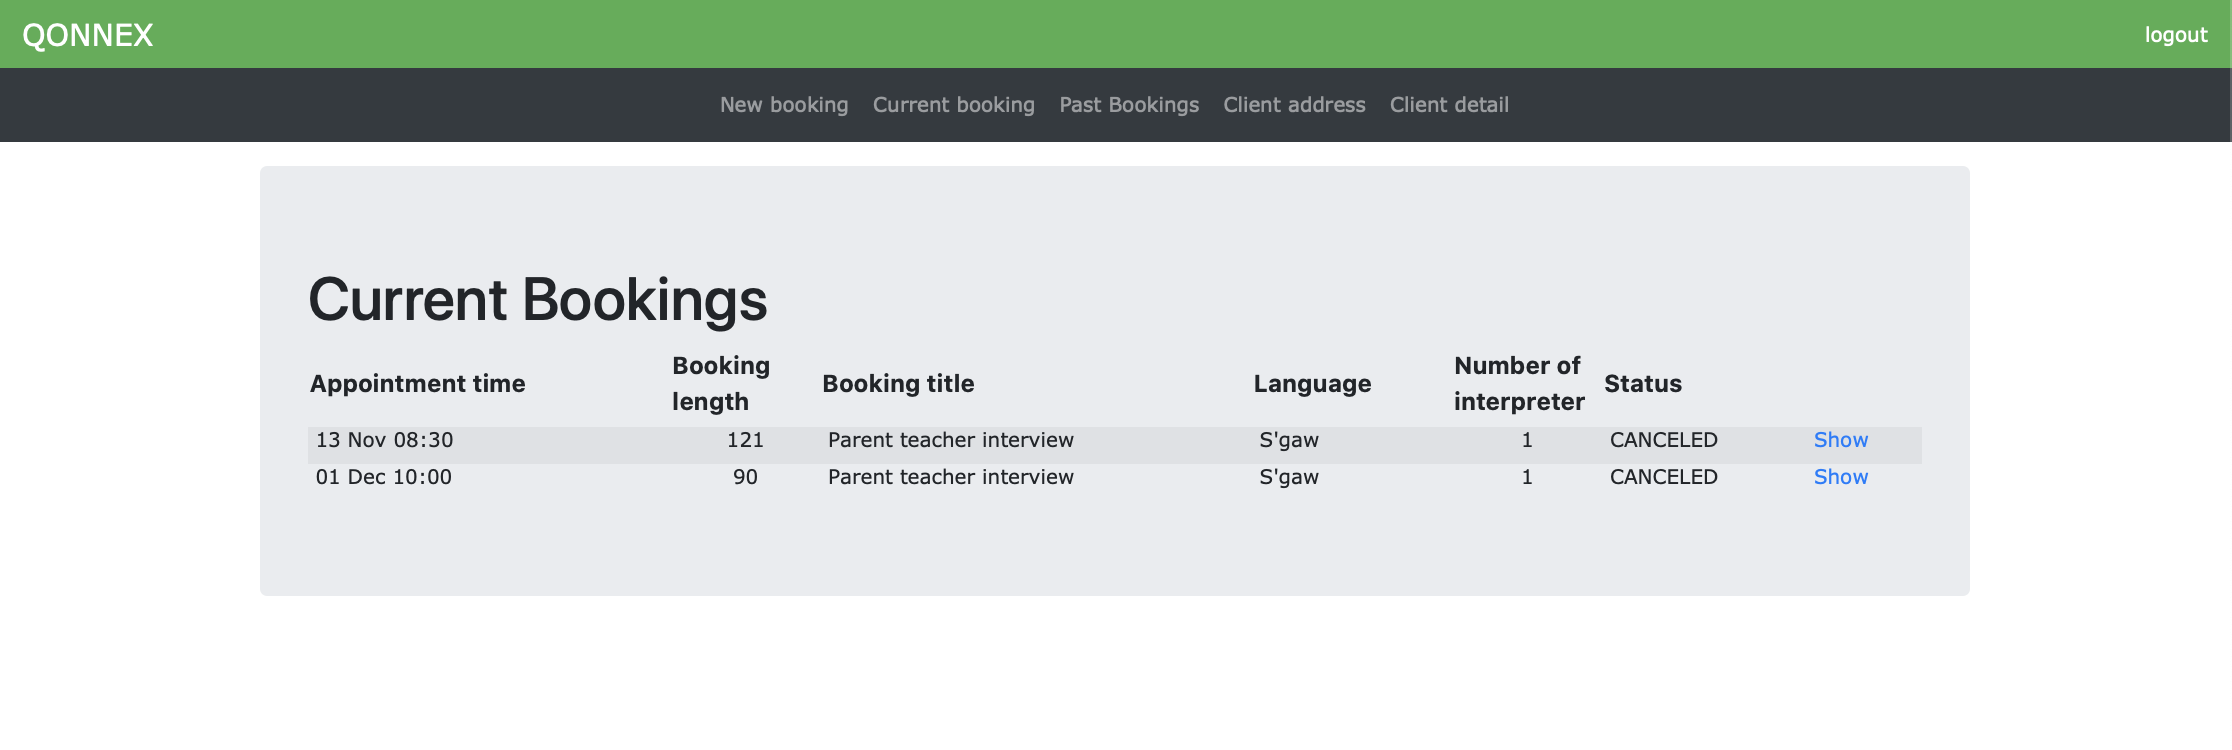 QONNEX logout
New booking Current booking Past Bookings Client address Client detail
Current Bookings
Appointment time Booking length Booking title Language Number of interpreter Status
13 Nov 08:30 121 Parent teacher interview S'gaw 1 CANCELED Show
01 Dec 10:00 90 Parent teacher interview S'gaw 1 CANCELED Show